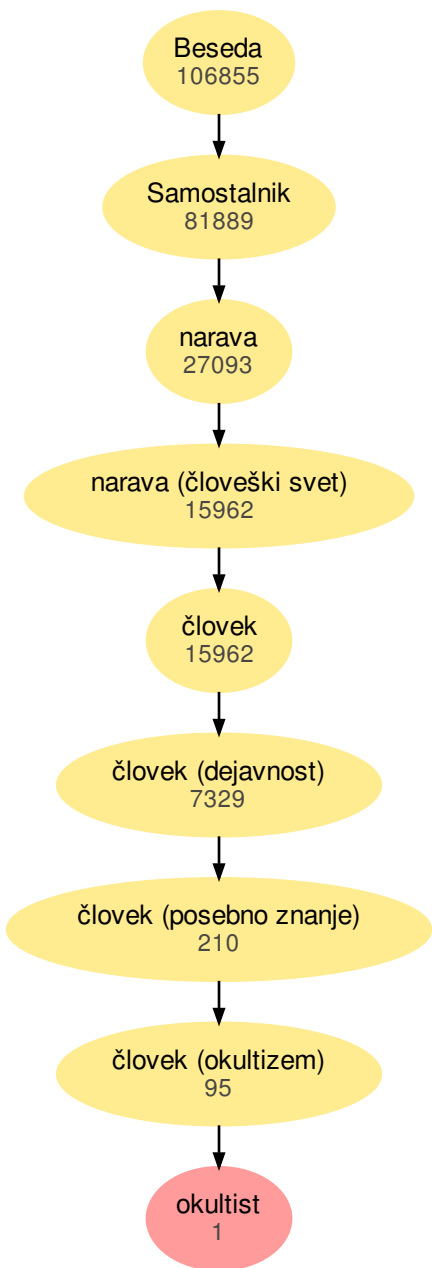 Beseda
106855
Samostalnik
81889
narava
27093
narava (človeški svet)
15962
človek
15962
človek (dejavnost)
7329
človek (posebno znanje)
210
človek (okultizem)
95
okultist
1